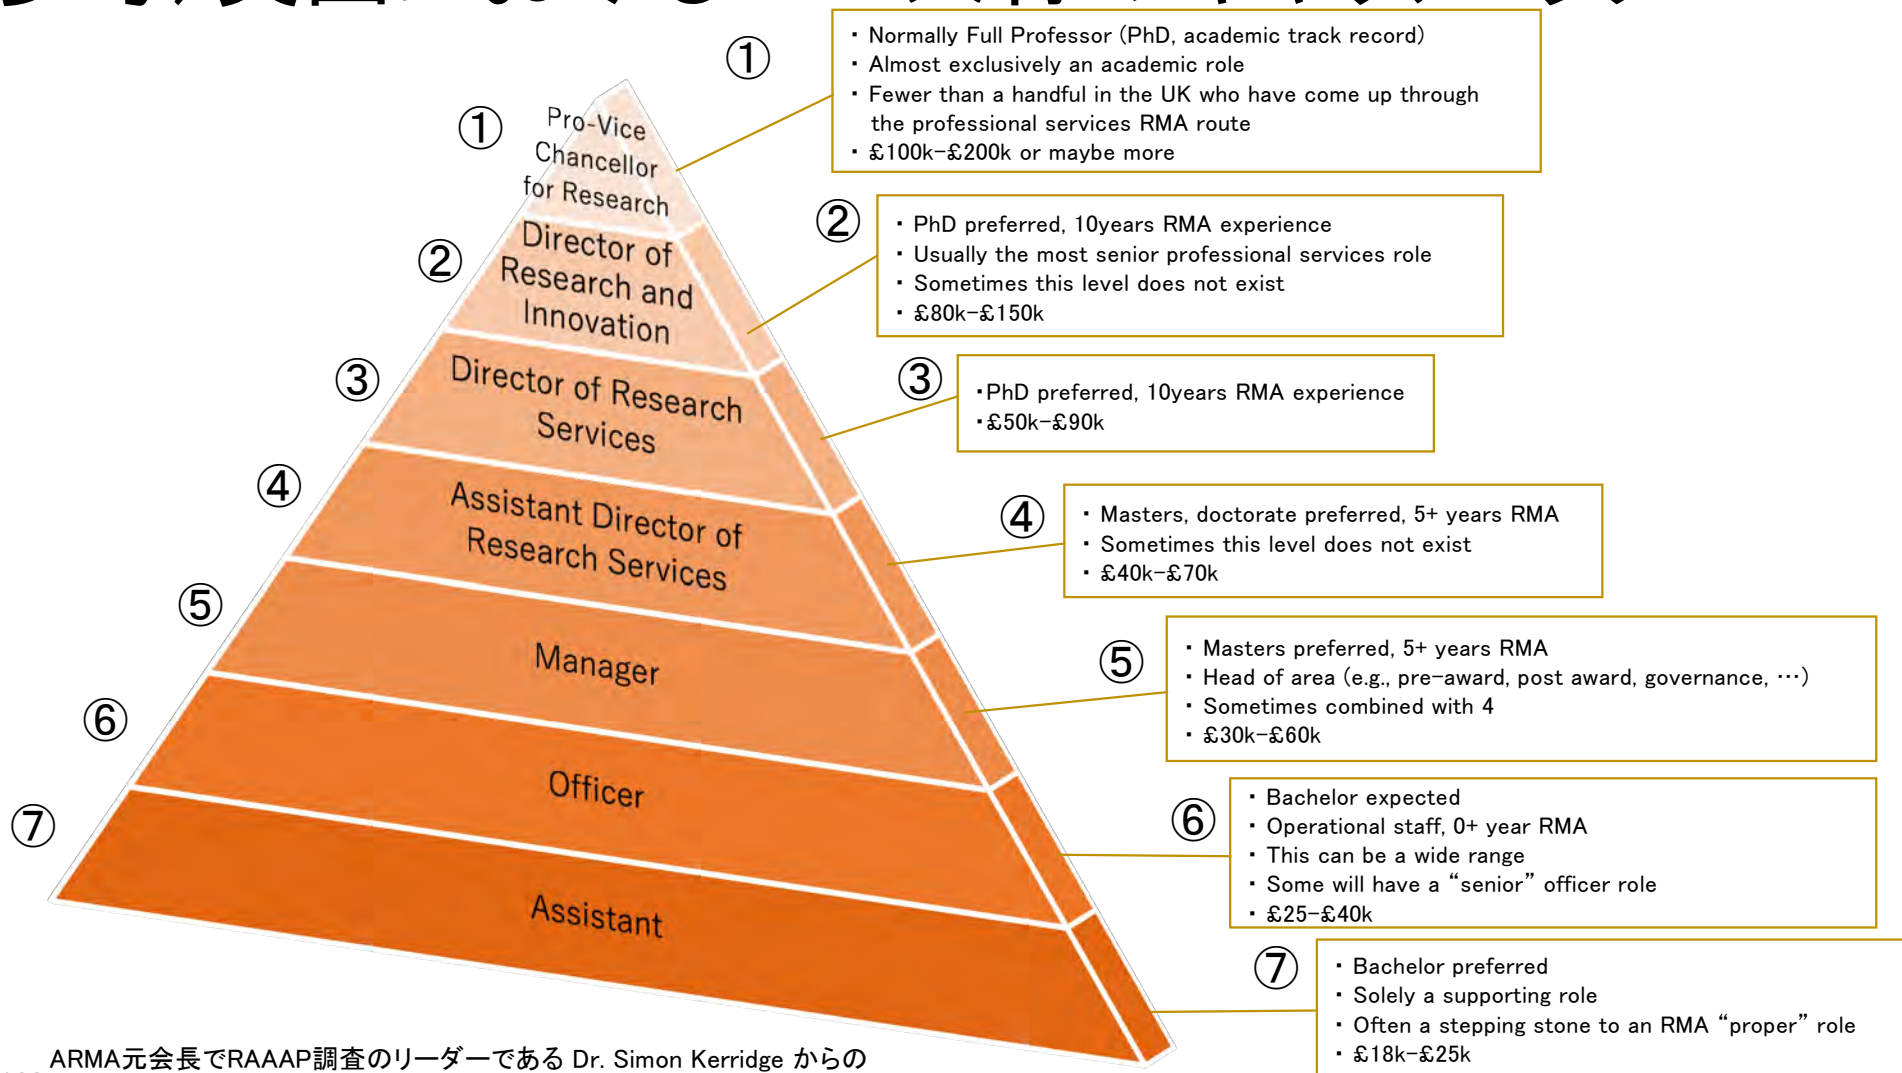 ①
・ Normally Full Professor (PhD, academic track record)
・ Almost exclusively an academic role
・ Fewer than a handful in the UK who have come up through
the professional services RMA route
・ £100k-£200k or maybe more
①
Pro-Vice
Chancellor
for Research
②
・ PhD preferred, 10years RMA experience
・ Usually the most senior professional services role
・ Sometimes this level does not exist
・ £80k-£150k
②
Director of
Research and
Innovation
③
・PhD preferred, 10years RMA experience
・£50k-£90k
③
Director of Research
Services
④
・ Masters, doctorate preferred, 5+ years RMA
・ Sometimes this level does not exist
・ £40k-£70k
④
Assistant Director of
Research Services
⑤
・ Masters preferred, 5+ years RMA
・ Head of area (e.g., pre-award, post award, governance, …)
・ Sometimes combined with 4
・ £30k-£60k
⑤
Manager
⑥
・ Bachelor expected
・ Operational staff, 0+ year RMA
・ This can be a wide range
・ Some will have a “senior” officer role
・ £25-£40k
⑥
Officer
⑦
・ Bachelor preferred
・ Solely a supporting role
・ Often a stepping stone to an RMA “proper” role
・ £18k-£25k
⑦
Assistant
ARMA元会長でRAAAP調査のリーダーである Dr. Simon Kerridge からの